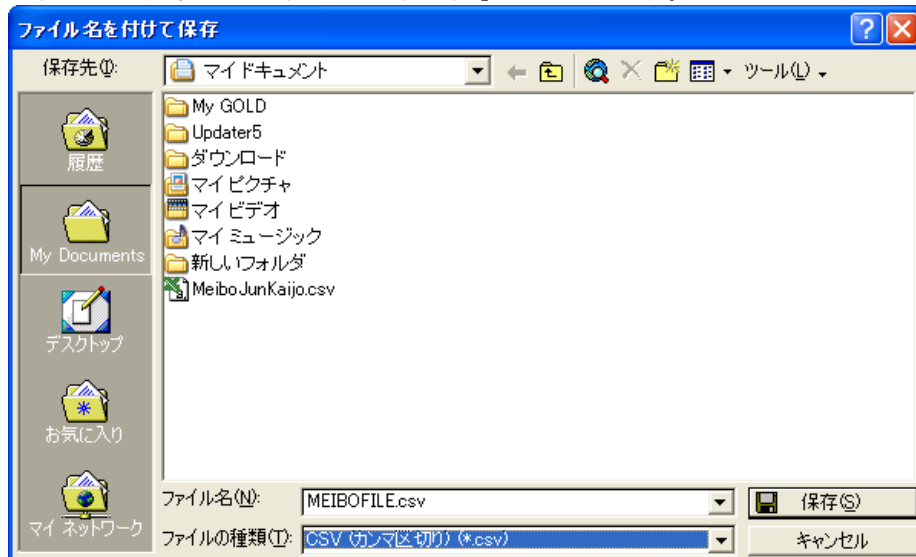 ファイル名を付けて保存
保存先(I):
マイ ドキュメント
ツール(L)
履歴
My Documents
デスクトップ
お気に入り
マイ ネットワーク
My GOLD
Updater5
ダウンロード
マイ ピクチャ
マイ ビデオ
マイ ミュージック
新しいフォルダ
MeiboJunKaijo.csv
ファイル名(N):
MEIBOFILE.csv
保存(S)
ファイルの種類(T):
CSV (カンマ区切り) (*.csv)
キャンセル